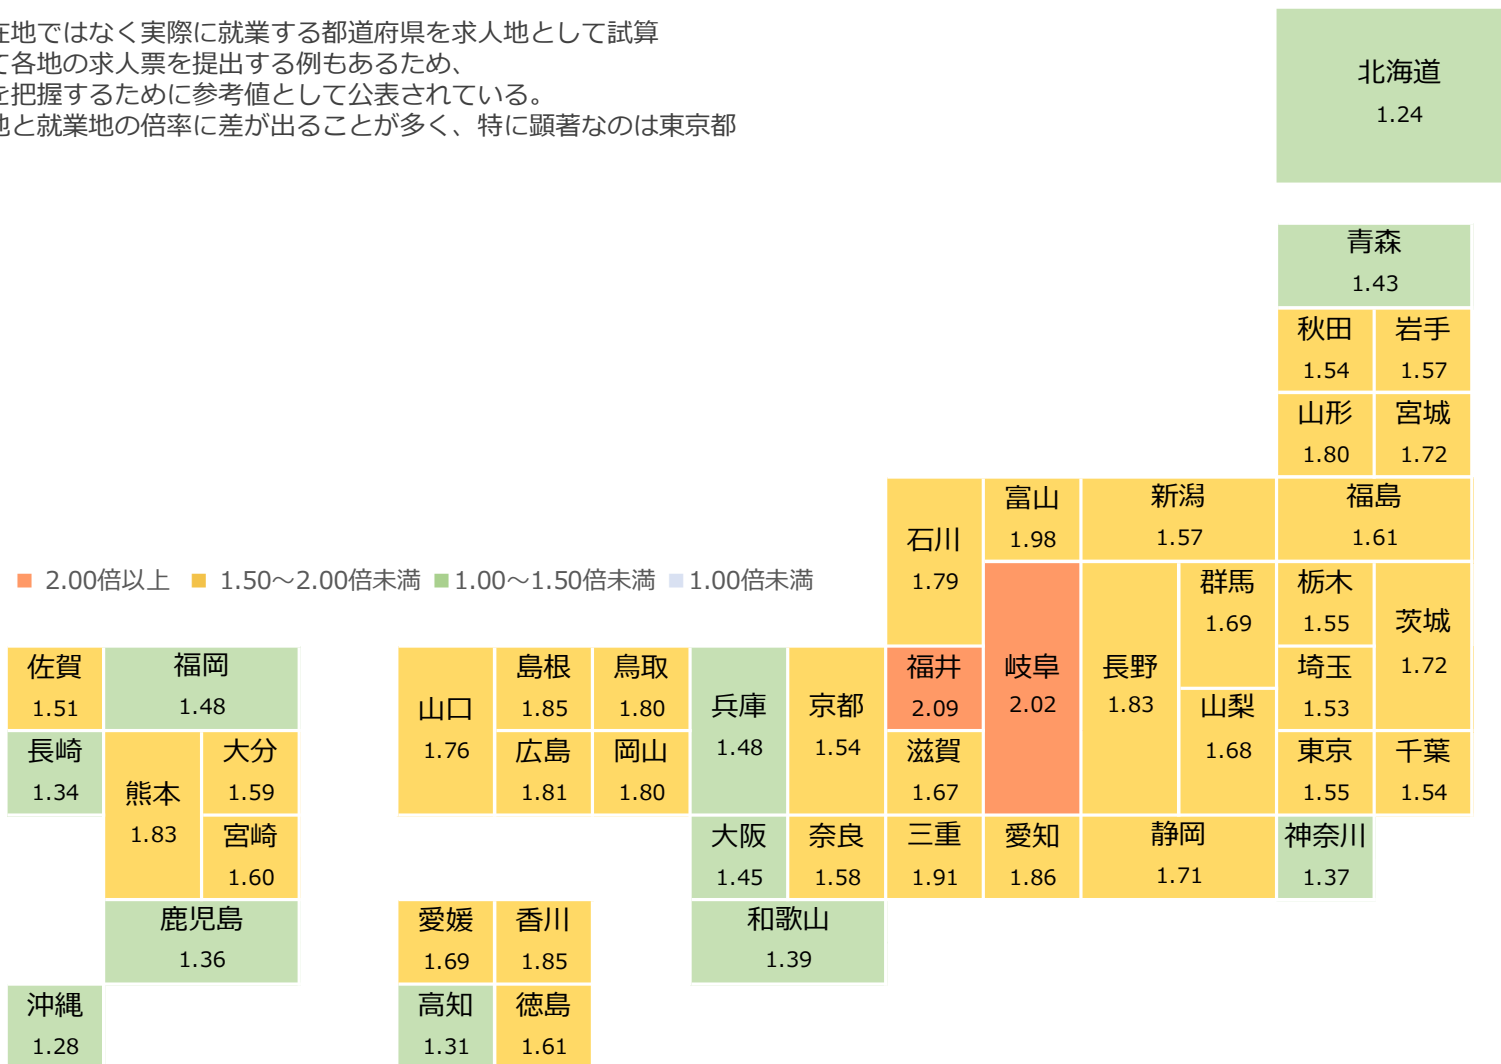 在地ではなく実際に就業する都道府県を求人地として試算
て各地の求人票を提出する例もあるため、
を把握するために参考値として公表されている。
地と就業地の倍率に差が出ることが多く、特に顕著なのは東京都
北海道
1.24
青森
1.43
秋田 岩手
1.54 1.57
山形 宮城
1.80 1.72
石川
1.79
富山
1.98
新潟
1.57
福島
1.61
■ 2.00倍以上 ■ 1.50～2.00倍未満 ■1.00～1.50倍未満 ■1.00倍未満
群馬
1.69
栃木
1.55
茨城
1.72
佐賀
1.51
福岡
1.48
山口
1.76
島根
1.85
鳥取
1.80
兵庫
1.48
京都
1.54
福井
2.09
岐阜
2.02
長野
1.83
山梨
1.68
埼玉
1.53
長崎
1.34
熊本
1.83
大分
1.59
広島
1.81
岡山
1.80
滋賀
1.67
東京
1.55
千葉
1.54
宮崎
1.60
大阪
1.45
奈良
1.58
三重
1.91
愛知
1.86
静岡
1.71
神奈川
1.37
鹿児島
1.36
愛媛
1.69
香川
1.85
和歌山
1.39
沖縄
1.28
高知
1.31
徳島
1.61